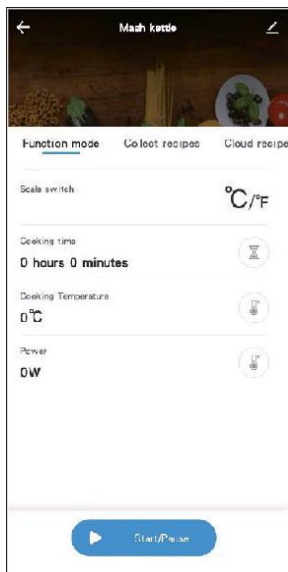 Mash kettle
Function mode Collect recipes Cloud recipe
Scale switch
℃/℉
Cooking time
0 hours 0 minutes
Cooking Temperature
0℃
Power
0W
Start/Pause